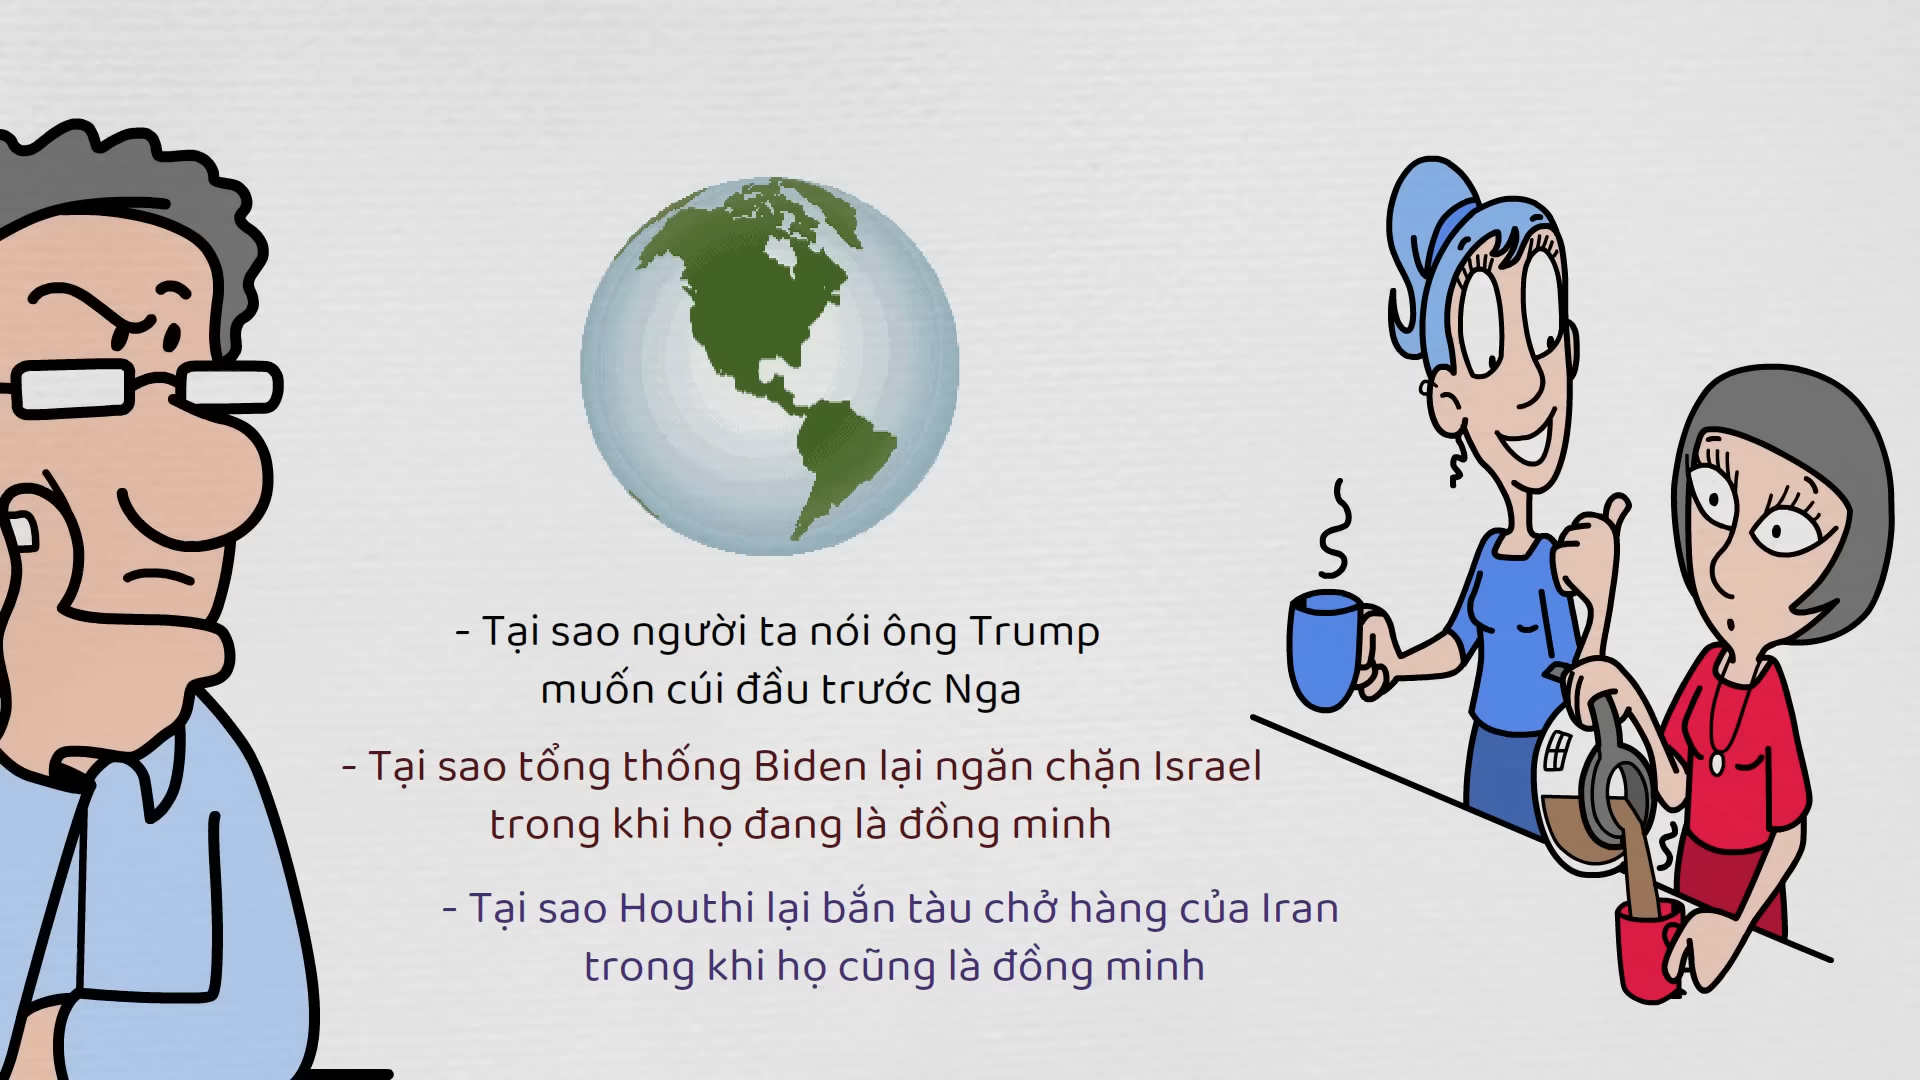 - Tại sao người ta nói ông Trump
muốn cúi đầu trước Nga
- Tại sao tổng thống Biden lại ngăn chặn Israel
trong khi họ đang là đồng minh
- Tại sao Houthi lại bắn tàu chở hàng của Iran
trong khi họ cũng là đồng minh